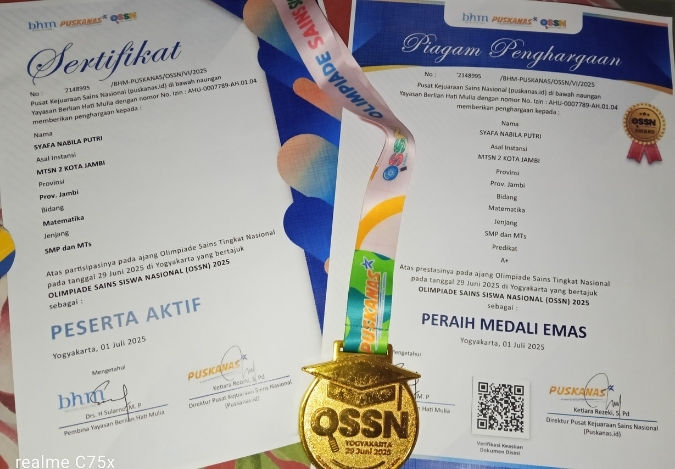 bhm PUSKANAS OSSN
Sertifikat
No : '2148995 /BHM-PUSKANAS/OSSN/VI/2025
Pusat Kejuaraan Sains Nasional (puskanas.id) di bawah naungan
Yayasan Berlian Hati Mulia dengan nomor No. Izin : AHU-0007789-AH.01.04
memberikan penghargaan kepada :
Nama
SYAFA NABILA PUTRI
Asal Instansi
MTSN 2 KOTA JAMBI
Provinsi
Prov. Jambi
Bidang
Matematika
Jenjang
SMP dan MTs
Atas partisipasinya pada ajang Olimpiade Sains Tingkat Nasional
pada tanggal 29 Juni 2025 di Yogyakarta yang bertajuk
OLIMPIADE SAINS SISWA NASIONAL (OSSN) 2025
sebagai :
PESERTA AKTIF
Yogyakarta, 01 Juli 2025
Mengetahui
bhm
Drs. H Sularno, M. P
Pembina Yayasan Berlian Hati Mulia
PUSKANAS
Ketiara Rezeki, S. Pd
Direktur Pusat Kejuaraan Sains Nasional
(Puskanas.id)
OLIMPIADE SAINS
OSSN
PUSKANAS
OSSN
YOGYAKARTA
29 Juni 2025
bhm PUSKANAS OSSN
Piagam Penghargaan
No : '2148995 /BHM-PUSKANAS/OSSN/VI/2025
Pusat Kejuaraan Sains Nasional (puskanas.id) di bawah naungan
Yayasan Berlian Hati Mulia dengan nomor No. Izin : AHU-0007789-AH.01.04
memberikan penghargaan kepada :
OSSN
AWARD
Nama
SYAFA NABILA PUTRI
Asal Instansi
MTSN 2 KOTA JAMBI
Provinsi
Prov. Jambi
Bidang
Matematika
Jenjang
SMP dan MTs
Predikat
A+
Atas prestasinya pada ajang Olimpiade Sains Tingkat Nasional
pada tanggal 29 Juni 2025 di Yogyakarta yang bertajuk
OLIMPIADE SAINS SISWA NASIONAL (OSSN) 2025
sebagai :
PERAIH MEDALI EMAS
Yogyakarta, 01 Juli 2025
Mengetahui
M. P
Hati Mulia
Verifikasi Keaslian
Dokumen Disini
PUSKANAS
Ketiara Rezeki, S. Pd
Direktur Pusat Kejuaraan Sains Nasional
(Puskanas.id)
realme C75x